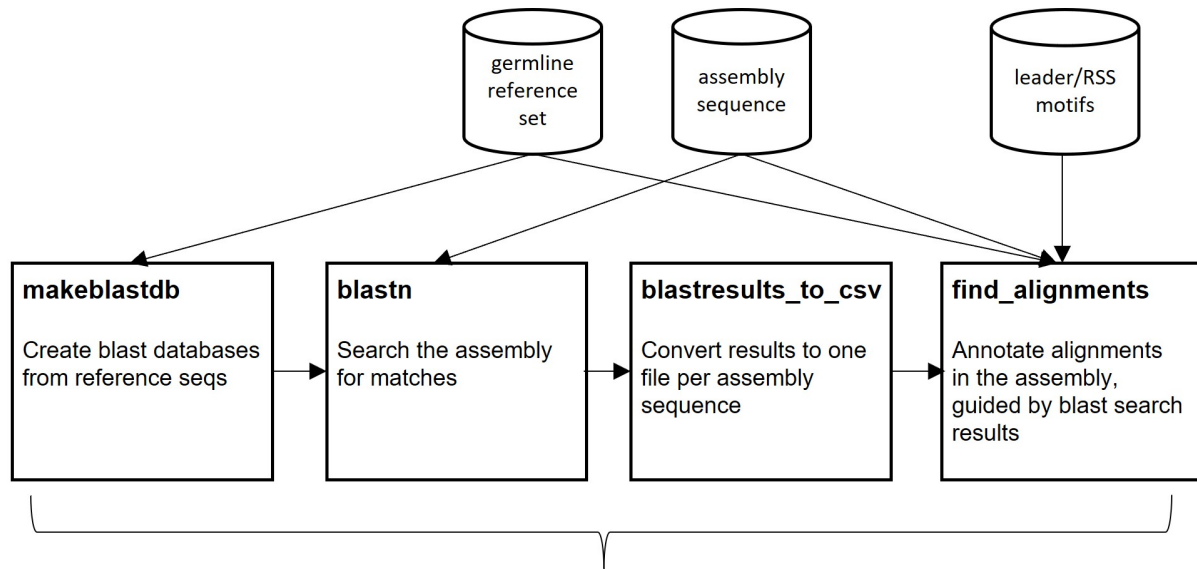 germline
reference
set
assembly
sequence
leader/RSS
motifs
makeblastdb
Create blast databases
from reference seqs
blastn
Search the assembly
for matches
blastresults_to_csv
Convert results to one
file per assembly
sequence
find_alignments
Annotate alignments
in the assembly,
guided by blast search
results